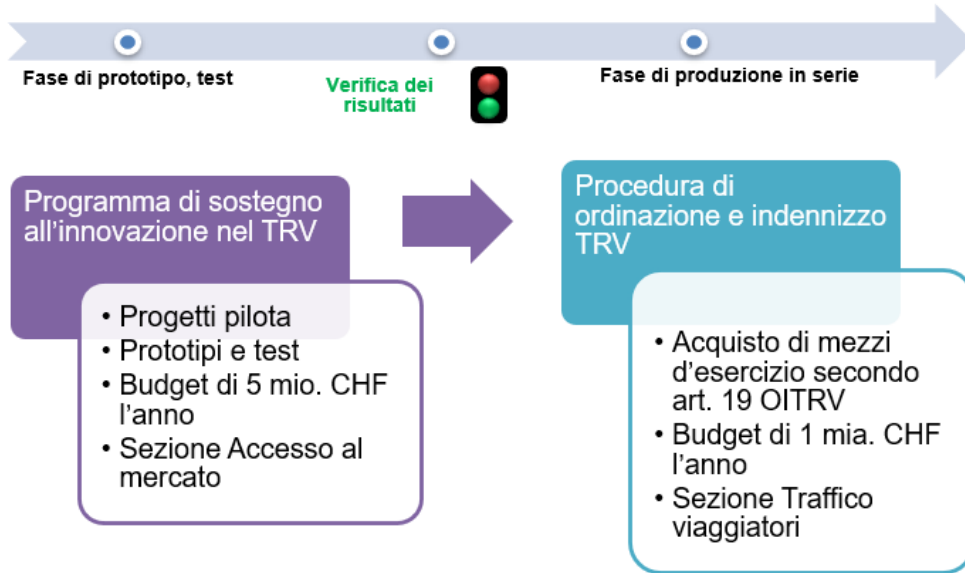 Fase di prototipo, test
Verifica dei
risultati
Fase di produzione in serie
Programma di sostegno
all'innovazione nel TRV
• Progetti pilota
• Prototipi e test
• Budget di 5 mio. CHF
l'anno
• Sezione Accesso al
mercato
Procedura di
ordinazione e indennizzo
TRV
• Acquisto di mezzi
d'esercizio secondo
art. 19 OITRV
• Budget di 1 mia. CHF
l'anno
• Sezione Traffico
viaggiatori